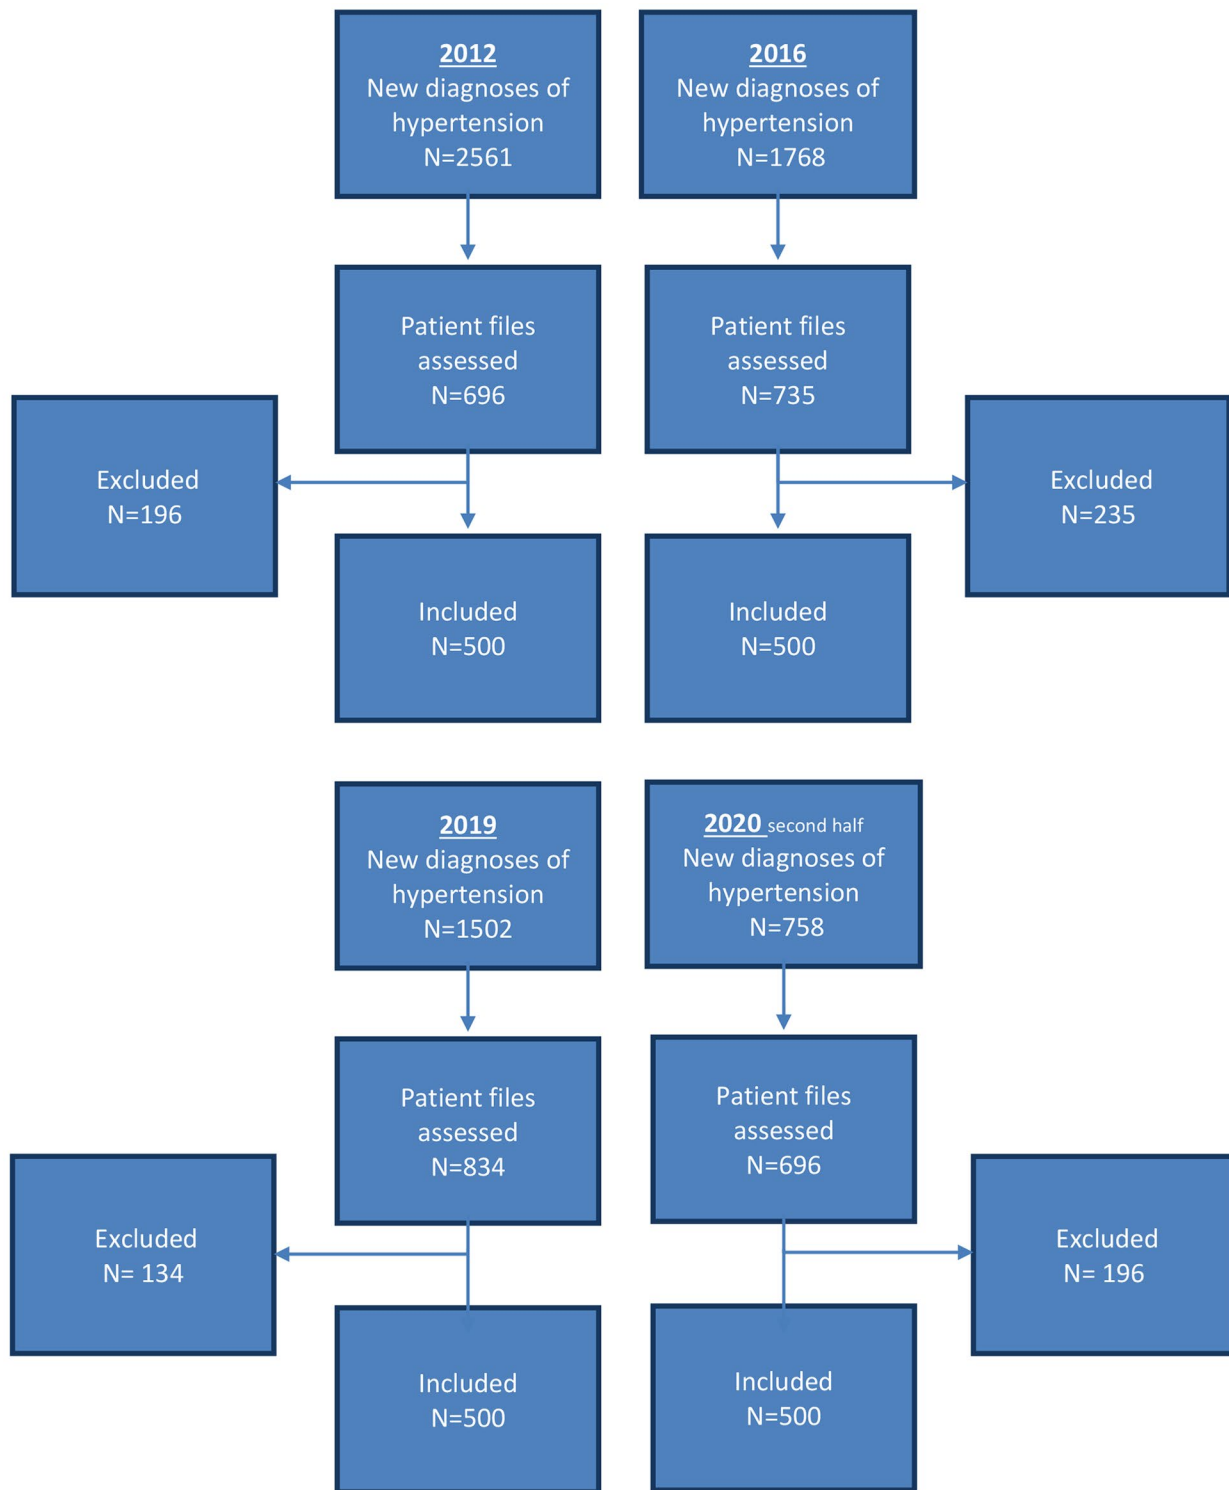 2012
New diagnoses of
hypertension
N=2561
2016
New diagnoses of
hypertension
N=1768
Patient files
assessed
N=696
Patient files
assessed
N=735
Excluded
N=196
Excluded
N=235
Included
N=500
Included
N=500
2019
New diagnoses of
hypertension
N=1502
2020 second half
New diagnoses of
hypertension
N=758
Patient files
assessed
N=834
Patient files
assessed
N=696
Excluded
N= 134
Excluded
N= 196
Included
N=500
Included
N=500